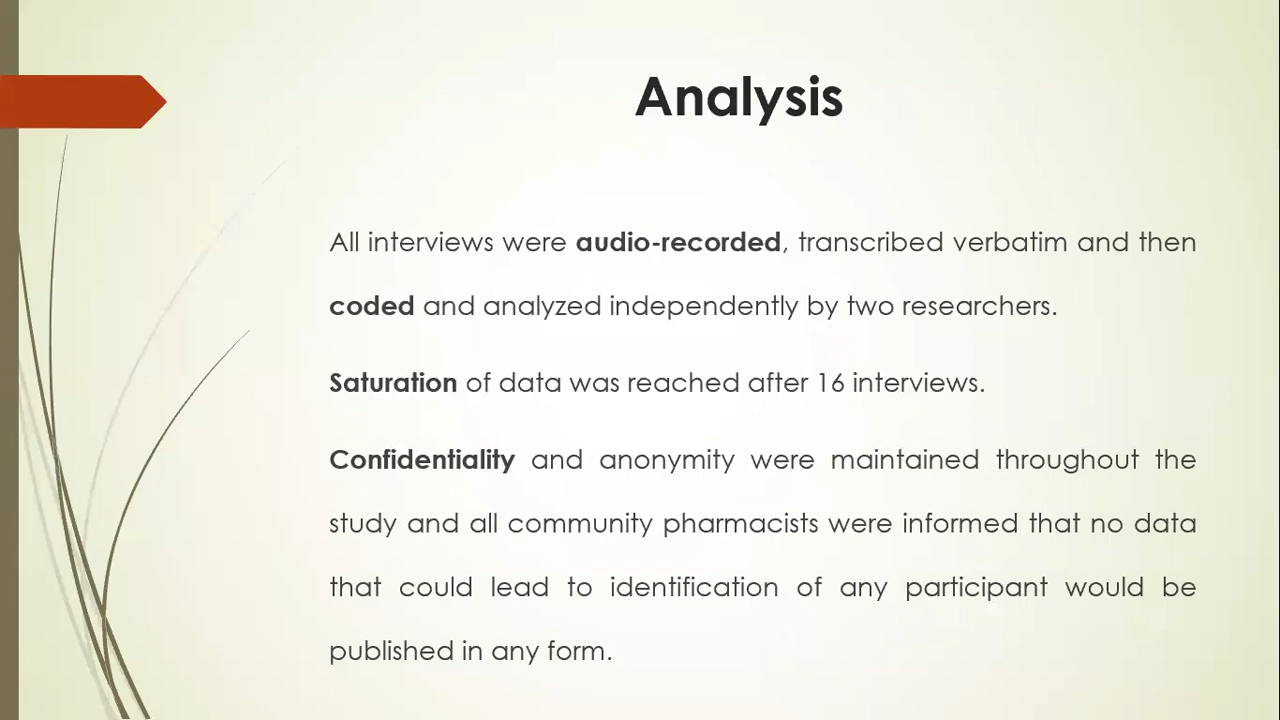 Analysis
All interviews were audio-recorded, transcribed verbatim and then
coded and analyzed independently by two researchers.
Saturation of data was reached after 16 interviews.
Confidentiality and anonymity were maintained throughout the
study and all community pharmacists were informed that no data
that could lead to identification of any participant would be
published in any form.